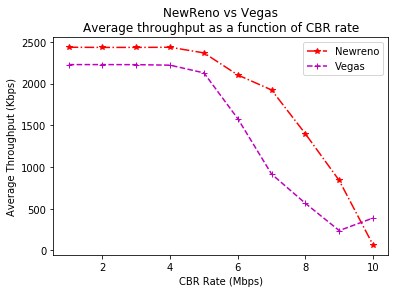 NewReno vs Vegas
Average throughput as a function of CBR rate
Newreno
Vegas
Average Throughput (Kbps)
2500
2000
1500
1000
500
0
2 4 6 8 10
CBR Rate (Mbps)